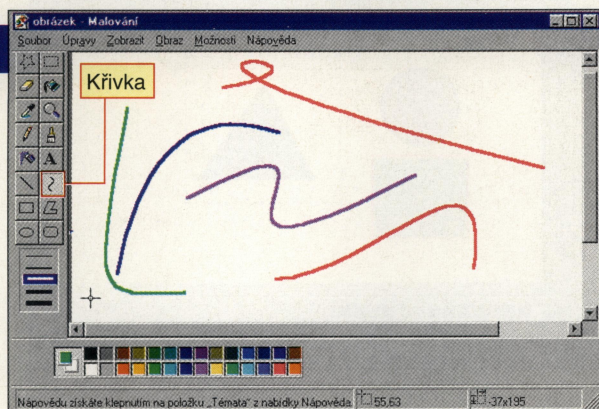 obrázek - Malování
Soubor Úpravy Zobrazit Obraz Možnosti Nápověda
Křivka
A
Nápovědu získáte klepnutím na položku „Témata" z nabídky Nápověda.
55,63
-37x195